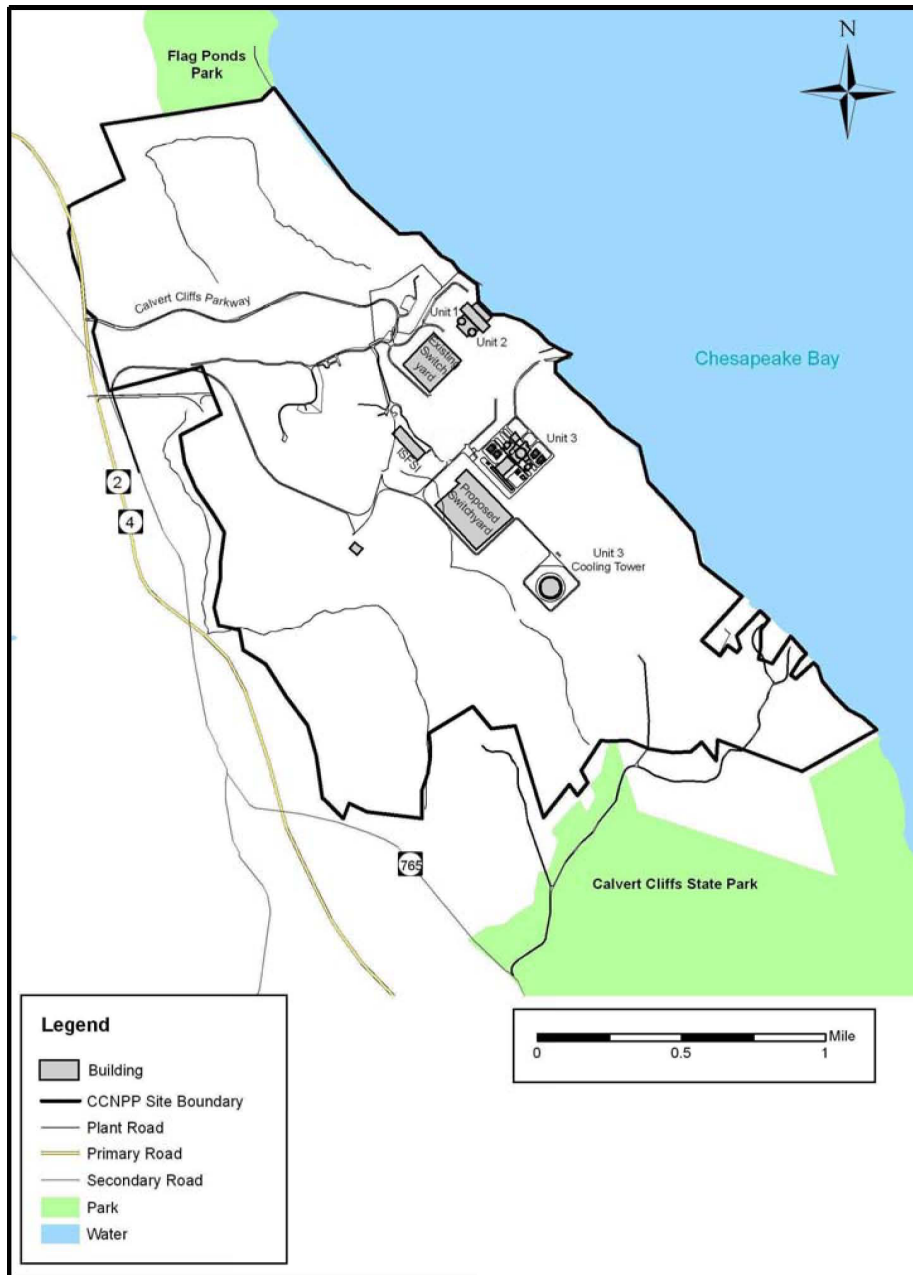 Flag Ponds
Park
N
Calvert Cliffs Parkway
Unit 1
Unit 2
Existing
Switch
yard
Chesapeake Bay
Unit 3
ISFSI
2
Proposed
Switchyard
4
Unit 3
Cooling Tower
765
Calvert Cliffs State Park
Legend
Building
CCNPP Site Boundary
Plant Road
Primary Road
Secondary Road
Park
Water
Mile
0 0.5 1